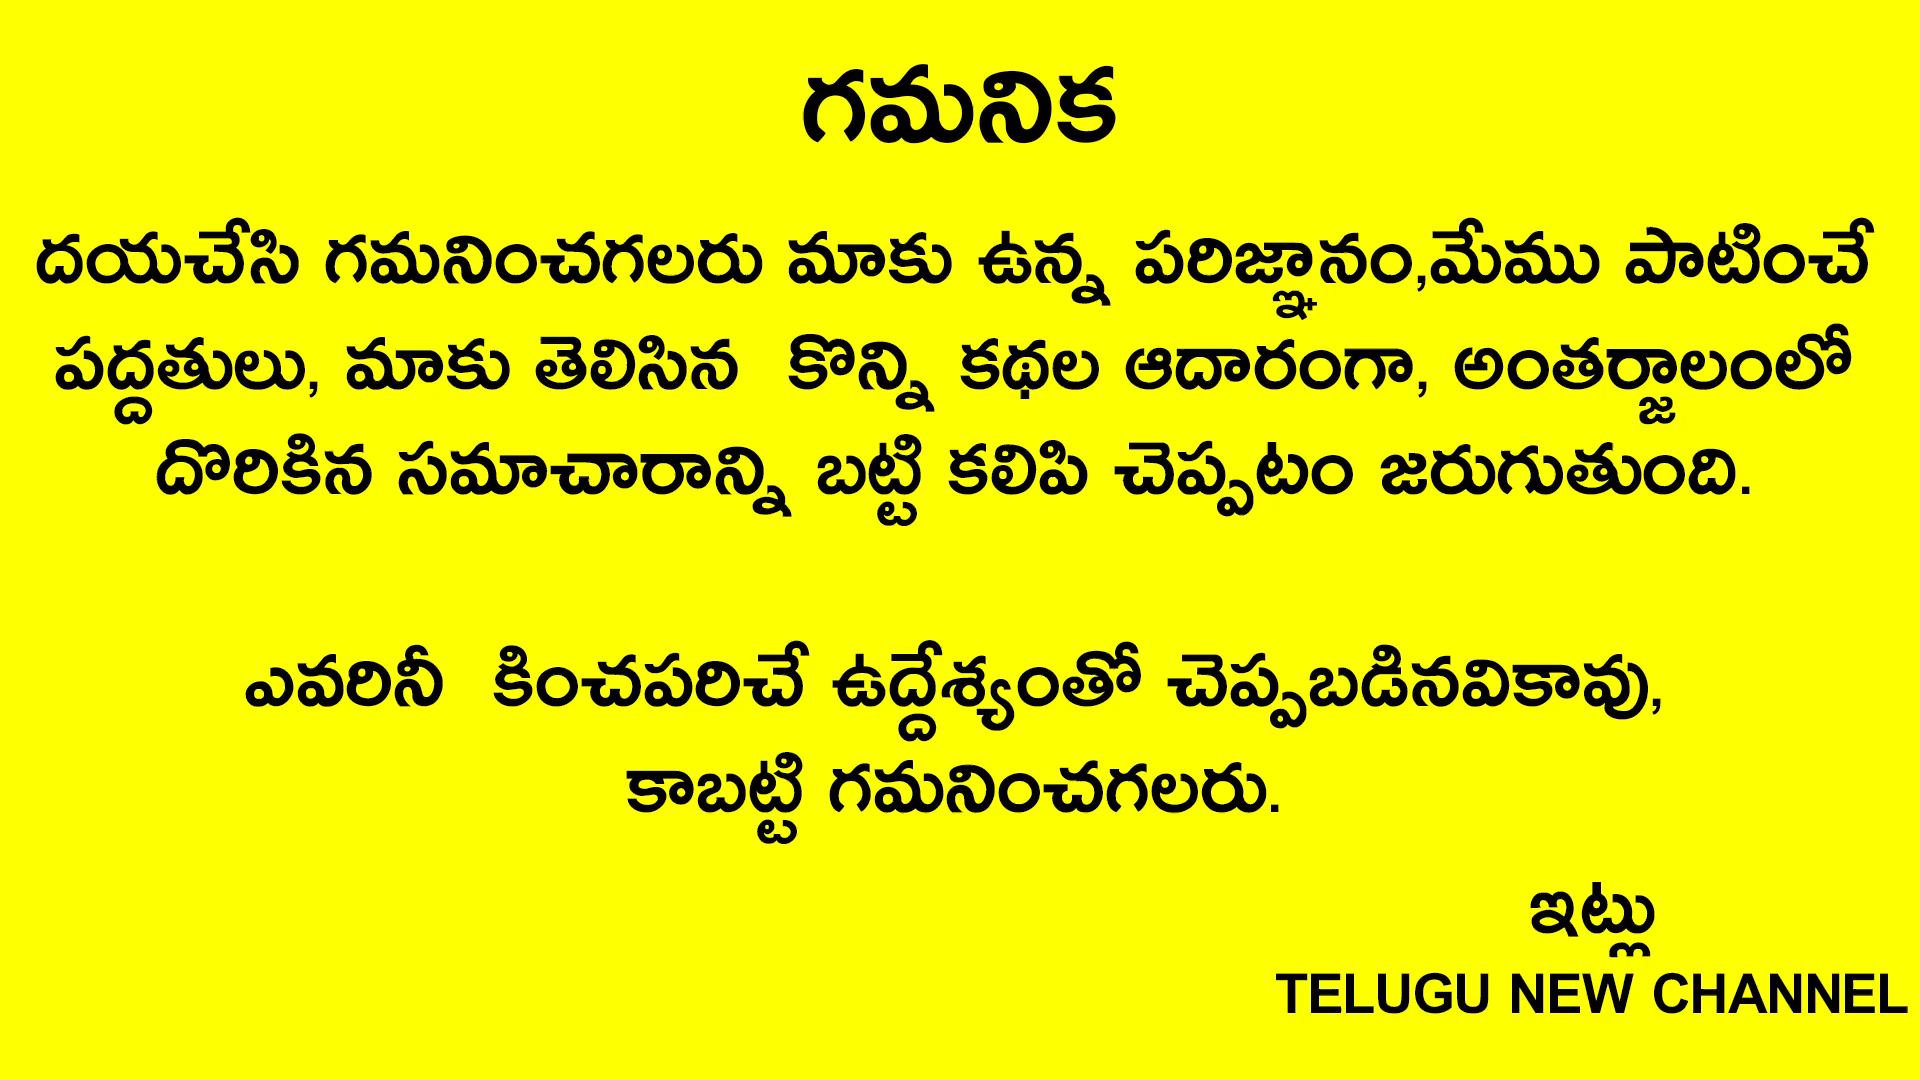 గమనిక
దయచేసి గమనించగలరు మాకు ఉన్న పరిజ్ఞానం,మేము పాటించే
పద్దతులు, మాకు తెలిసిన కొన్ని కథల ఆదారంగా, అంతర్జాలంలో
దొరికిన సమాచారాన్ని బట్టి కలిపి చెప్పటం జరుగుతుంది.
ఎవరినీ కించపరిచే ఉద్దేశ్యంతో చెప్పబడినవికావు,
కాబట్టి గమనించగలరు.
ఇట్లు
TELUGU NEW CHANNEL